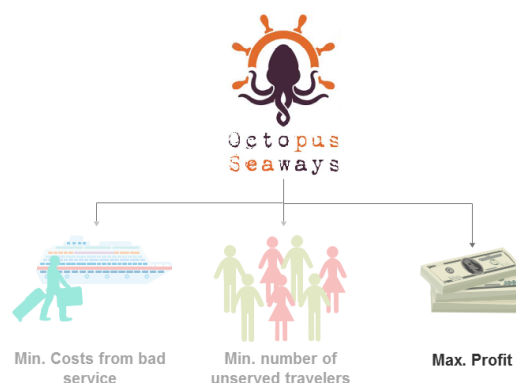 Octopus
Seaways
Min. Costs from bad
service
Min. number of
unserved travelers
Max. Profit